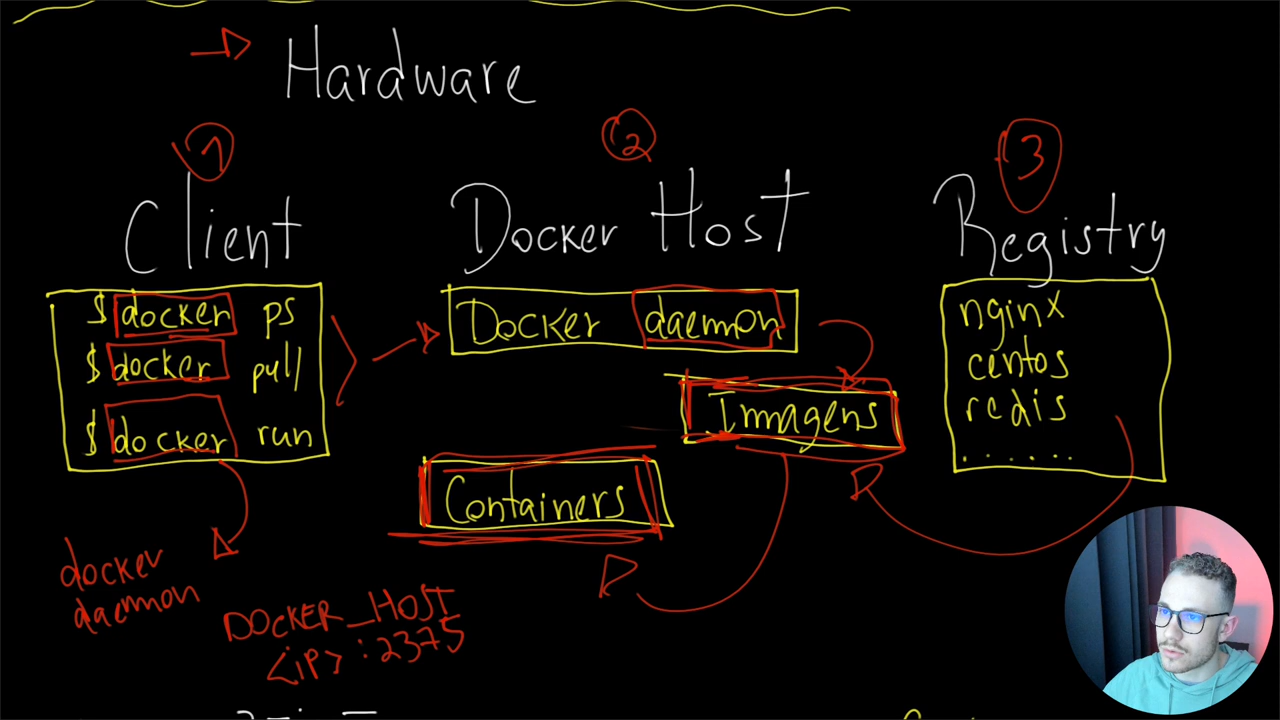 Hardware
1
2
3
Client
Docker Host
Registry
$ docker ps
$ docker pull
$ docker run
Docker daemon
Imagens
Containers
nginx
centos
redis
. . . . . .
docker
daemon
DOCKER_HOST
<ip> : 2375